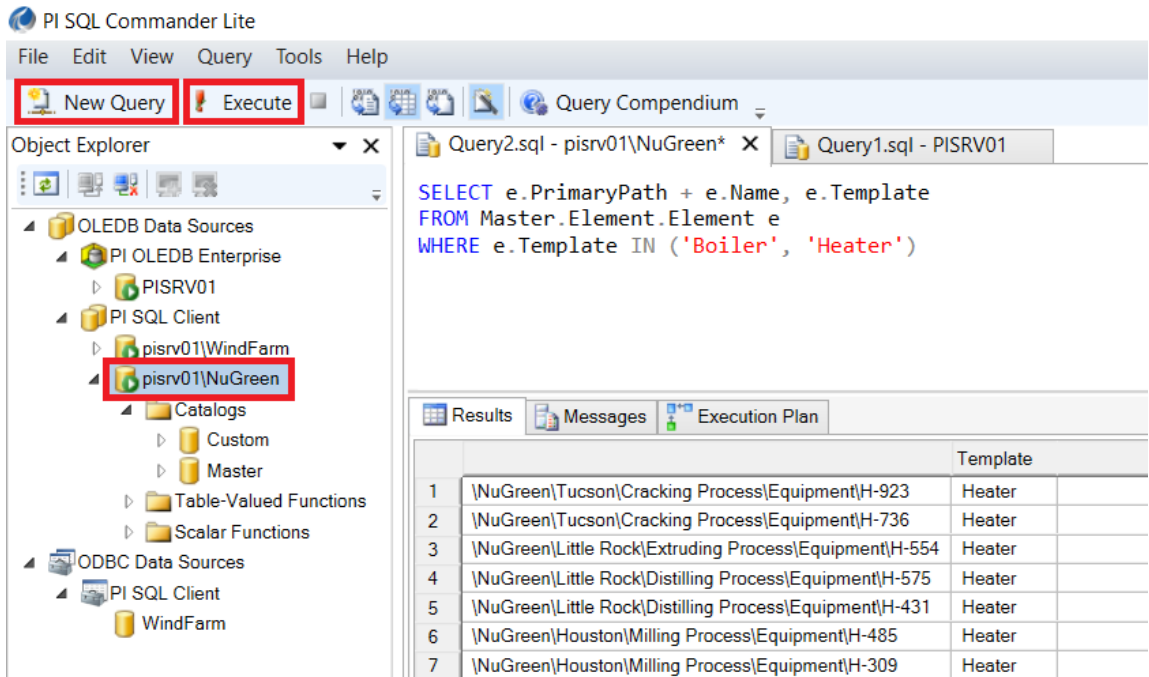 PI SQL Commander Lite
File Edit View Query Tools Help
New Query Execute Query Compendium
Object Explorer
OLEDB Data Sources
PI OLEDB Enterprise
PISRV01
PI SQL Client
pisrv01\WindFarm
pisrv01\NuGreen
Catalogs
Custom
Master
Table-Valued Functions
Scalar Functions
ODBC Data Sources
PI SQL Client
WindFarm
Query2.sql - pisrv01\NuGreen* Query1.sql - PISRV01
SELECT e.PrimaryPath + e.Name, e.Template
FROM Master.Element.Element e
WHERE e.Template IN ('Boiler', 'Heater')
Results Messages Execution Plan
Template
1 \NuGreen\Tucson\Cracking Process\Equipment\H-923 Heater
2 \NuGreen\Tucson\Cracking Process\Equipment\H-736 Heater
3 \NuGreen\Little Rock\Extruding Process\Equipment\H-554 Heater
4 \NuGreen\Little Rock\Distilling Process\Equipment\H-575 Heater
5 \NuGreen\Little Rock\Distilling Process\Equipment\H-431 Heater
6 \NuGreen\Houston\Milling Process\Equipment\H-485 Heater
7 \NuGreen\Houston\Milling Process\Equipment\H-309 Heater